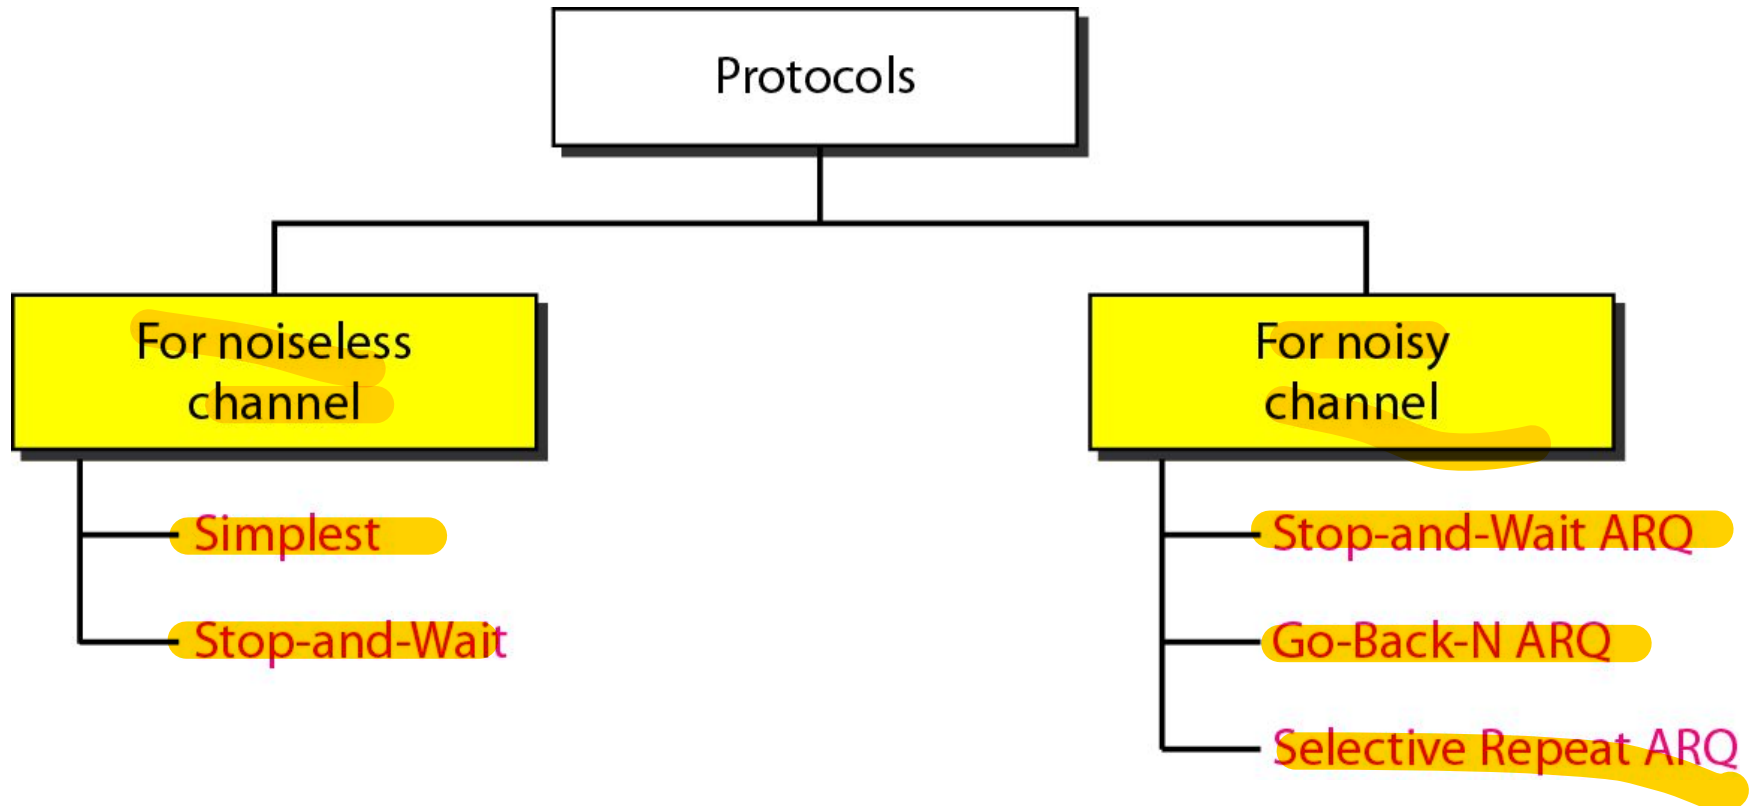 Protocols
For noiseless
channel
For noisy
channel
Simplest
Stop-and-Wait
Stop-and-Wait ARQ
Go-Back-N ARQ
Selective Repeat ARQ